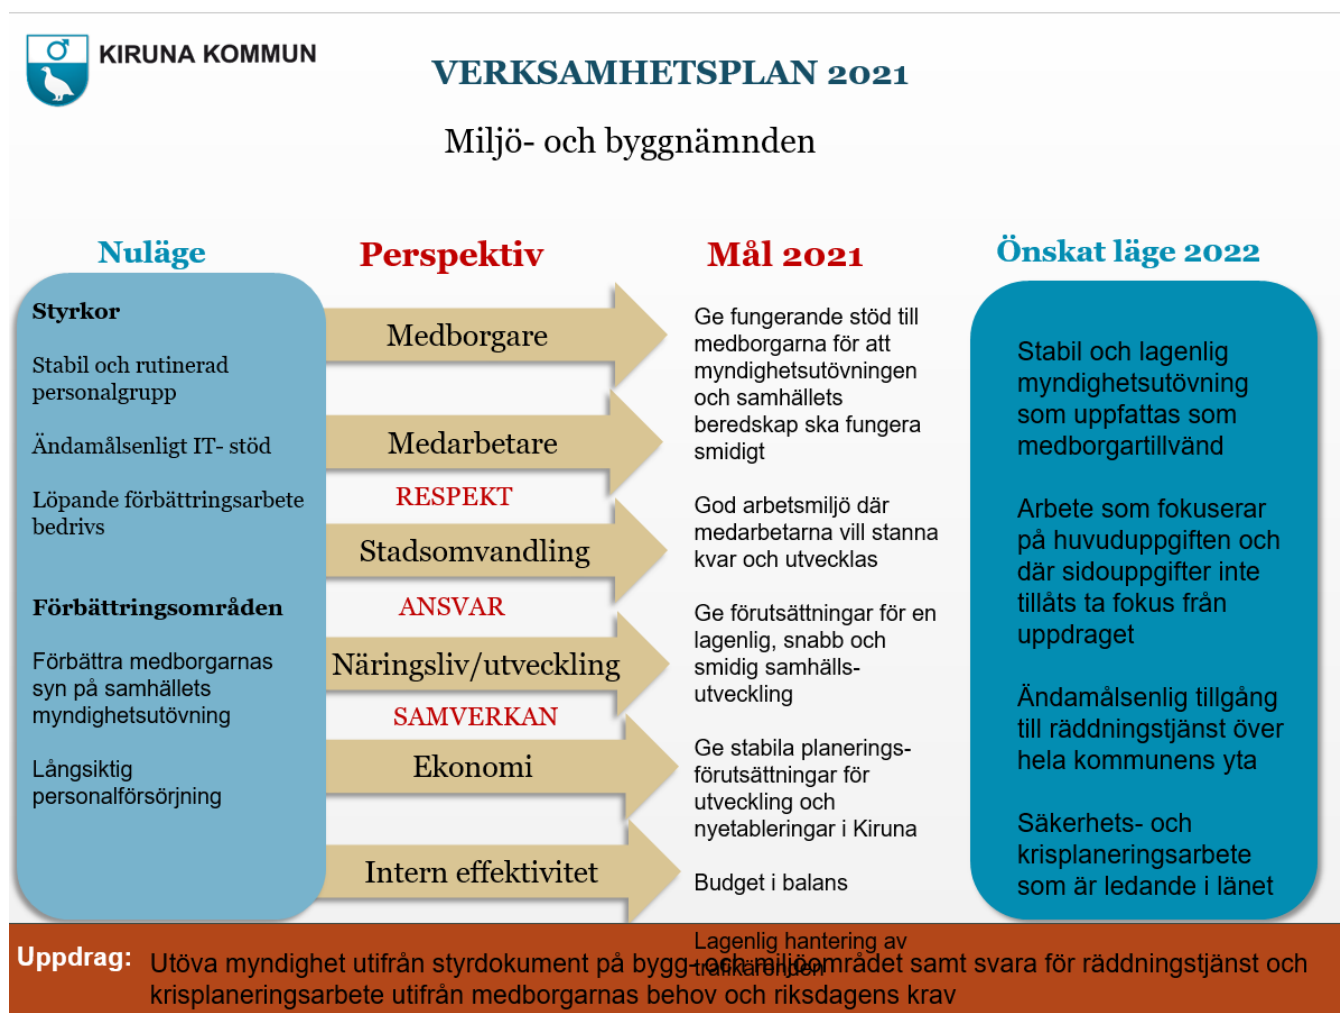 KIRUNA KOMMUN
VERKSAMHETSPLAN 2021
Miljö- och byggnämnden
Nuläge
Styrkor
Stabil och rutinerad
personalgrupp
Ändamålsenligt IT- stöd
Löpande förbättringsarbete
bedrivs
Förbättringsområden
Förbättra medborgarnas
syn på samhällets
myndighetsutövning
Långsiktig
personalförsörjning
Perspektiv
Medborgare
Medarbetare
RESPEKT
Stadsomvandling
ANSVAR
Näringsliv/utveckling
SAMVERKAN
Ekonomi
Intern effektivitet
Mål 2021
Ge fungerande stöd till
medborgarna för att
myndighetsutövningen
och samhällets
beredskap ska fungera
smidigt
God arbetsmiljö där
medarbetarna vill stanna
kvar och utvecklas
Ge förutsättningar för en
lagenlig, snabb och
smidig samhälls-
utveckling
Ge stabila planerings-
förutsättningar för
utveckling och
nyetableringar i Kiruna
Budget i balans
Lagenlig hantering av
trafikärenden
Önskat läge 2022
Stabil och lagenlig
myndighetsutövning
som uppfattas som
medborgartillvänd
Arbete som fokuserar
på huvuduppgiften och
där sidouppgifter inte
tillåts ta fokus från
uppdraget
Ändamålsenlig tillgång
till räddningstjänst över
hela kommunens yta
Säkerhets- och
krisplaneringsarbete
som är ledande i länet
Uppdrag:
Utöva myndighet utifrån styrdokument på bygg- och miljöområdet samt svara för räddningstjänst och
krisplaneringsarbete utifrån medborgarnas behov och riksdagens krav